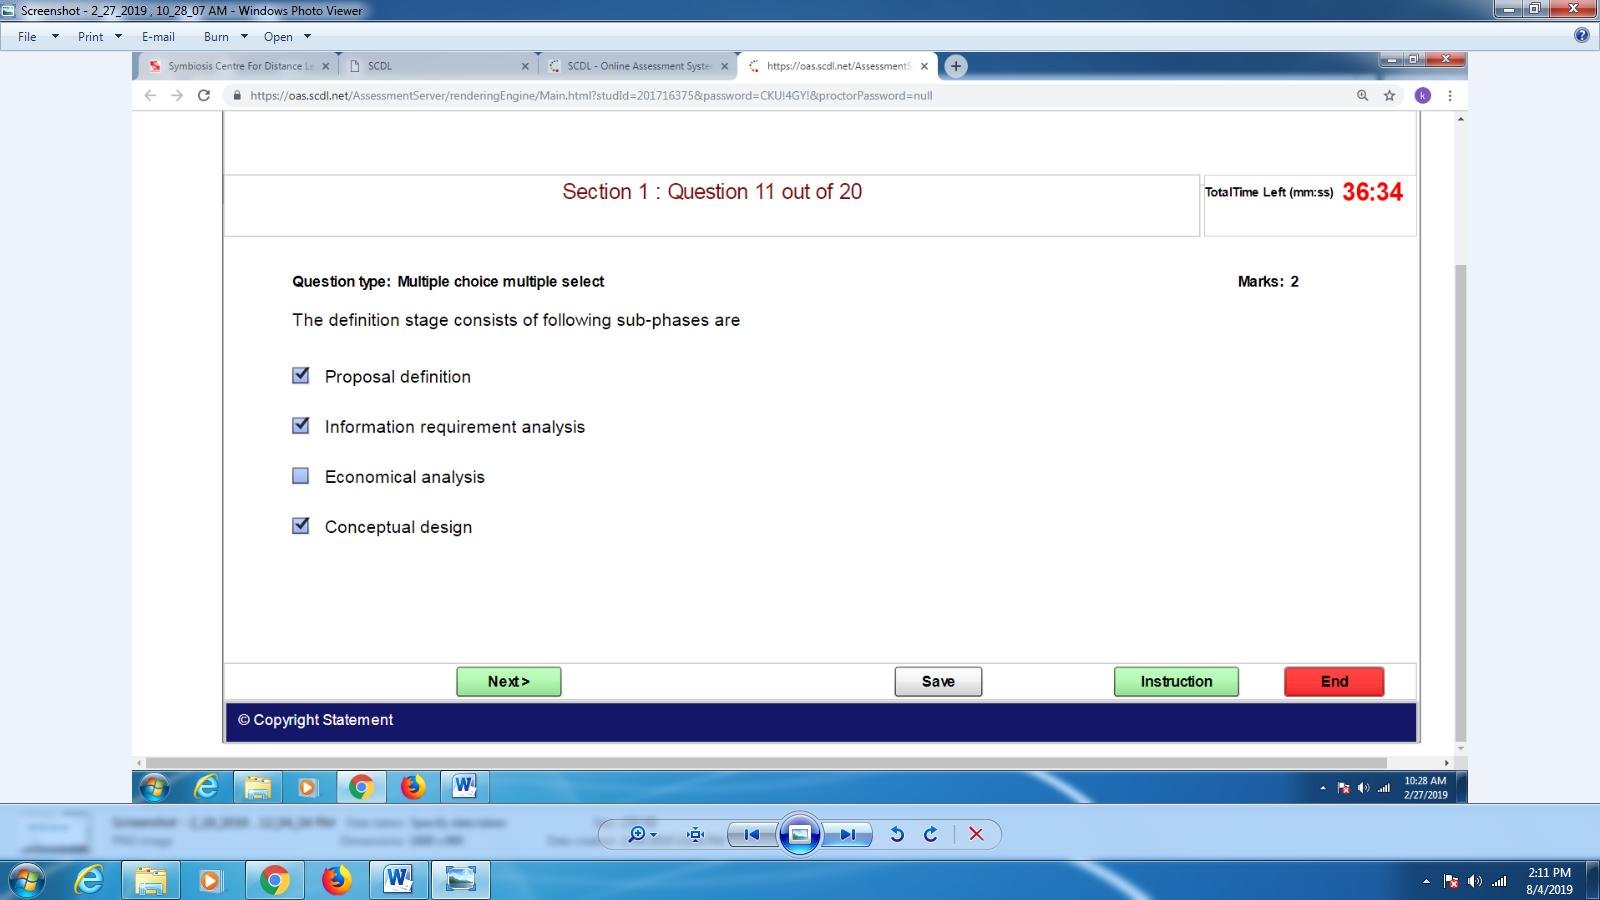 Screenshot - 2_27_2019 , 10_28_07 AM - Windows Photo Viewer
File Print E-mail Burn Open
Symbiosis Centre For Distance Le SCDL SCDL - Online Assessment Syste https://oas.scdl.net/AssessmentS
https://oas.scdl.net/AssessmentServer/renderingEngine/Main.html?studId=201716375&password=CKU!4GY!&proctorPassword=null
k
Section 1 : Question 11 out of 20
TotalTime Left (mm:ss) 36:34
Question type: Multiple choice multiple select Marks: 2
The definition stage consists of following sub-phases are
Proposal definition
Information requirement analysis
Economical analysis
Conceptual design
Next> Save Instruction End
© Copyright Statement
10:28 AM
2/27/2019
2:11 PM
8/4/2019